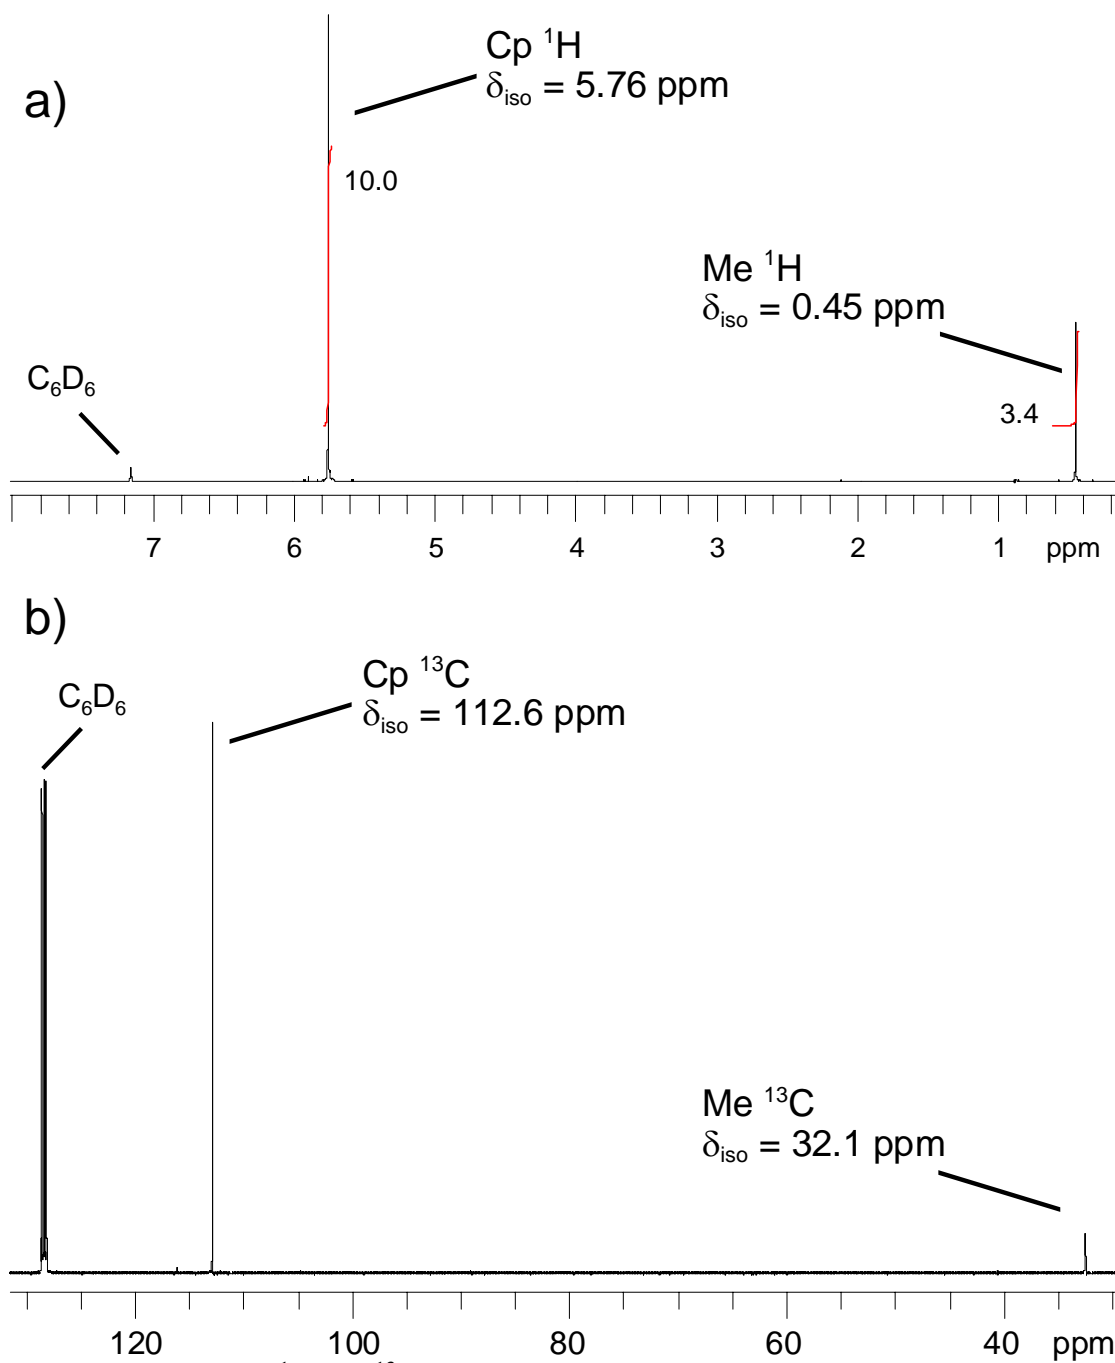 a)
Cp ¹H
δiso = 5.76 ppm
10.0
Me ¹H
δiso = 0.45 ppm
3.4
C₆D₆
7 6 5 4 3 2 1 ppm
b)
Cp ¹³C
δiso = 112.6 ppm
C₆D₆
Me ¹³C
δiso = 32.1 ppm
120 100 80 60 40 ppm